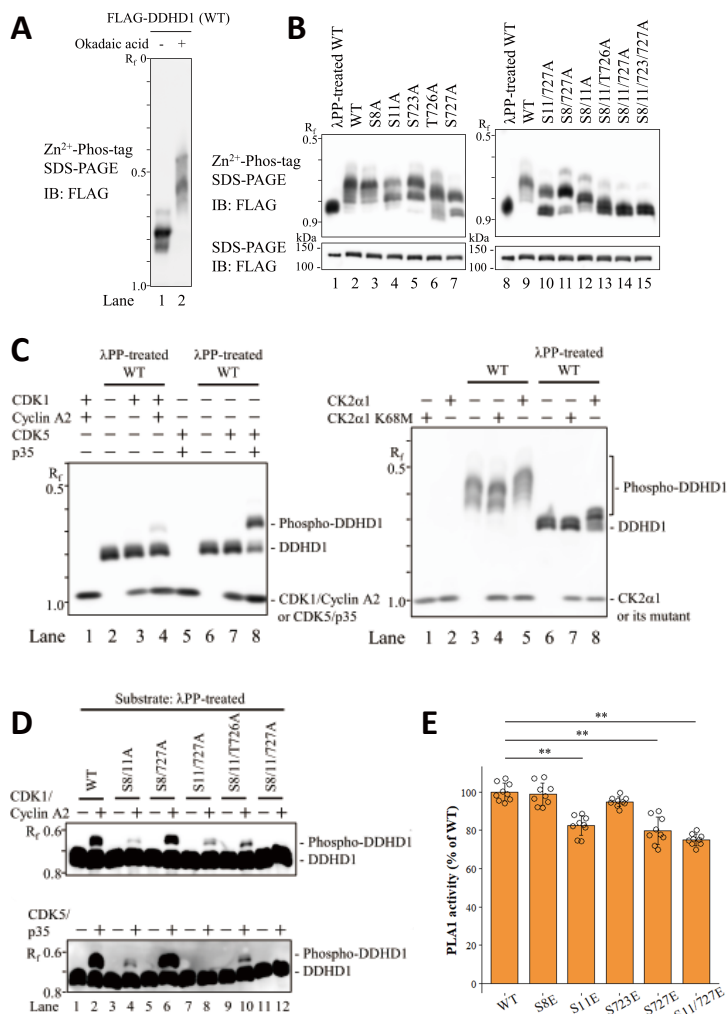 A
FLAG-DDHD1 (WT)
Okadaic acid - +
Rf 0
Zn2+-Phos-tag
SDS-PAGE
IB: FLAG
0.5
1.0
Lane 1 2
B
λPP-treated WT
WT
S8A
S11A
S723A
T726A
S727A
λPP-treated WT
WT
S11/727A
S8/727A
S8/11A
S8/11/T726A
S8/11/727A
S8/11/723/727A
Rf
0.5
Rf
0.5
Zn2+-Phos-tag
SDS-PAGE
IB: FLAG
0.9
0.9
kDa
150
100
kDa
150
100
SDS-PAGE
IB: FLAG
1 2 3 4 5 6 7 8 9 10 11 12 13 14 15
C
λPP-treated
WT
λPP-treated
WT
CDK1 + - + + - - - -
Cyclin A2 + - - + - - - -
CDK5 - - - - + - + +
p35 - - - - + - - +
Rf
0.5
1.0
- Phospho-DDHD1
- DDHD1
- CDK1/Cyclin A2
or CDK5/p35
Lane 1 2 3 4 5 6 7 8
WT
λPP-treated
WT
CK2α1 - + - - + - - +
CK2α1 K68M + - - + - - + -
Rf
0.5
1.0
- Phospho-DDHD1
DDHD1
- CK2α1
or its mutant
Lane 1 2 3 4 5 6 7 8
D
Substrate: λPP-treated
WT
S8/11A
S8/727A
S11/727A
S8/11/T726A
S8/11/727A
CDK1/
Cyclin A2 - + - + - + - + - + - +
Rf 0.6
0.8
- Phospho-DDHD1
- DDHD1
CDK5/
p35 - + - + - + - + - + - +
Rf 0.6
0.8
- Phospho-DDHD1
- DDHD1
Lane 1 2 3 4 5 6 7 8 9 10 11 12
E
**
**
**
PLA1 activity (% of WT)
100
80
60
40
20
0
WT
S8E
S11E
S723E
S727E
S11/727E